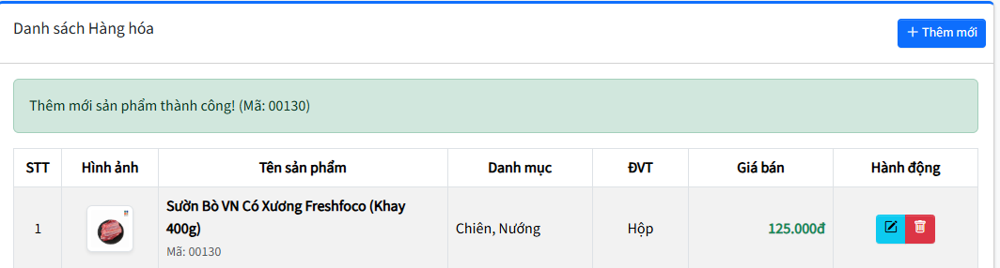 Danh sách Hàng hóa
+ Thêm mới
Thêm mới sản phẩm thành công! (Mã: 00130)
STT Hình ảnh Tên sản phẩm Danh mục ĐVT Giá bán Hành động
1 Sườn Bò VN Có Xương Freshfoco (Khay
400g) Chiên, Nướng Hộp 125.000đ
Mã: 00130